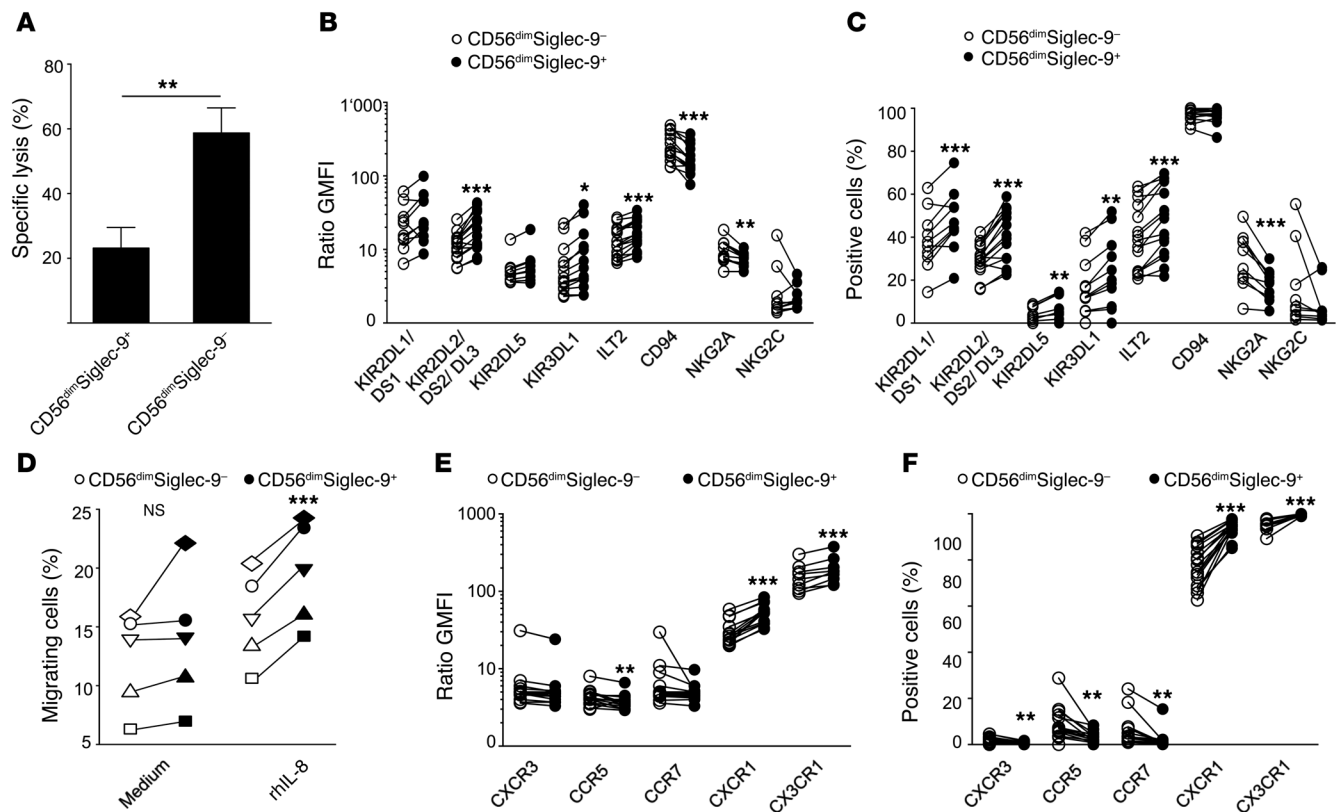 A
Specific lysis (%)
80
60
40
20
**
CD56dimSiglec-9+
CD56dimSiglec-9–
B
CD56dimSiglec-9–
CD56dimSiglec-9+
Ratio GMFI
1'000
100
10
0
***
*
***
***
**
KIR2DL1/
DS1
KIR2DL2/
DS2/ DL3
KIR2DL5
KIR3DL1
ILT2
CD94
NKG2A
NKG2C
C
CD56dimSiglec-9–
CD56dimSiglec-9+
Positive cells (%)
100
80
60
40
20
0
***
***
**
**
***
***
KIR2DL1/
DS1
KIR2DL2/
DS2/ DL3
KIR2DL5
KIR3DL1
ILT2
CD94
NKG2A
NKG2C
D
CD56dimSiglec-9–
CD56dimSiglec-9+
Migrating cells (%)
25
20
15
10
5
NS
***
Medium
rhIL-8
E
CD56dimSiglec-9–
CD56dimSiglec-9+
Ratio GMFI
1000
100
10
0
**
***
***
CXCR3
CCR5
CCR7
CXCR1
CX3CR1
F
CD56dimSiglec-9–
CD56dimSiglec-9+
Positive cells (%)
100
80
60
40
20
0
**
**
**
***
***
CXCR3
CCR5
CCR7
CXCR1
CX3CR1